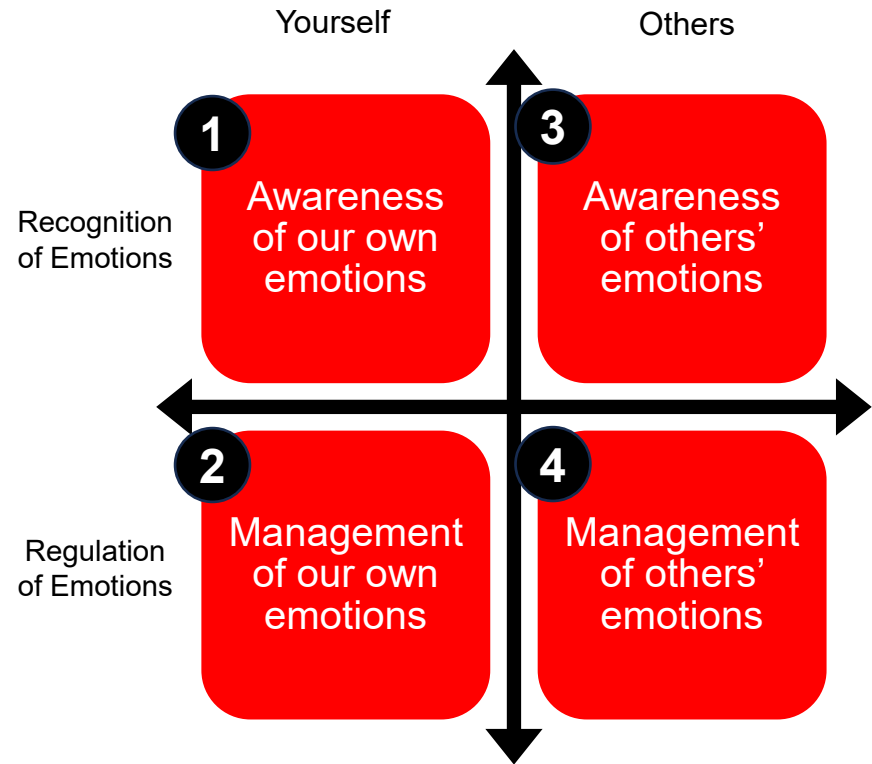 Yourself
Others
1
Awareness
of our own
emotions
3
Awareness
of others’
emotions
Recognition
of Emotions
2
Management
of our own
emotions
4
Management
of others’
emotions
Regulation
of Emotions